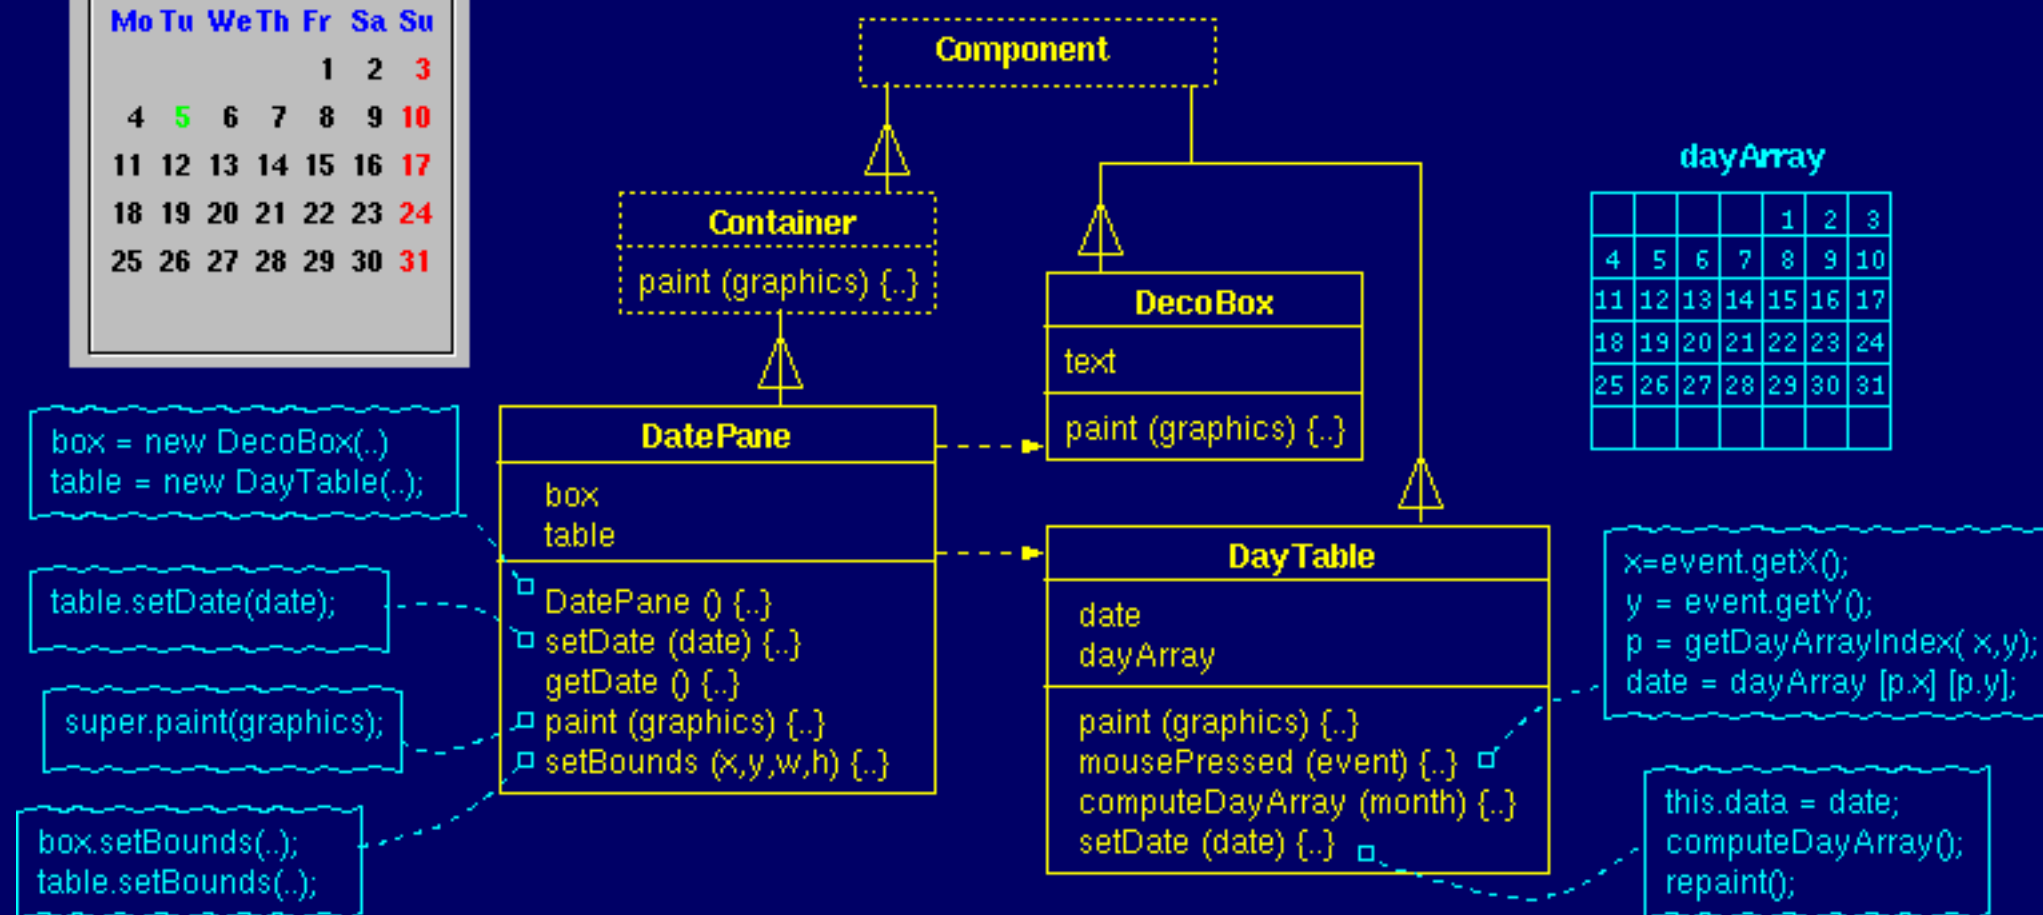 Mo Tu We Th Fr Sa Su
1 2 3
4 5 6 7 8 9 10
11 12 13 14 15 16 17
18 19 20 21 22 23 24
25 26 27 28 29 30 31
Component
Container
paint (graphics) {..}
DecoBox
text
paint (graphics) {..}
dayArray
1 2 3
4 5 6 7 8 9 10
11 12 13 14 15 16 17
18 19 20 21 22 23 24
25 26 27 28 29 30 31
box = new DecoBox(..)
table = new DayTable(..);
table.setDate(date);
super.paint(graphics);
box.setBounds(..);
table.setBounds(..);
DatePane
box
table
DatePane () {..}
setDate (date) {..}
getDate () {..}
paint (graphics) {..}
setBounds (x,y,w,h) {..}
DayTable
date
dayArray
paint (graphics) {..}
mousePressed (event) {..}
computeDayArray (month) {..}
setDate (date) {..}
x=event.getX();
y = event.getY();
p = getDayArrayIndex( x,y);
date = dayArray [p.x] [p.y];
this.data = date;
computeDayArray();
repaint();